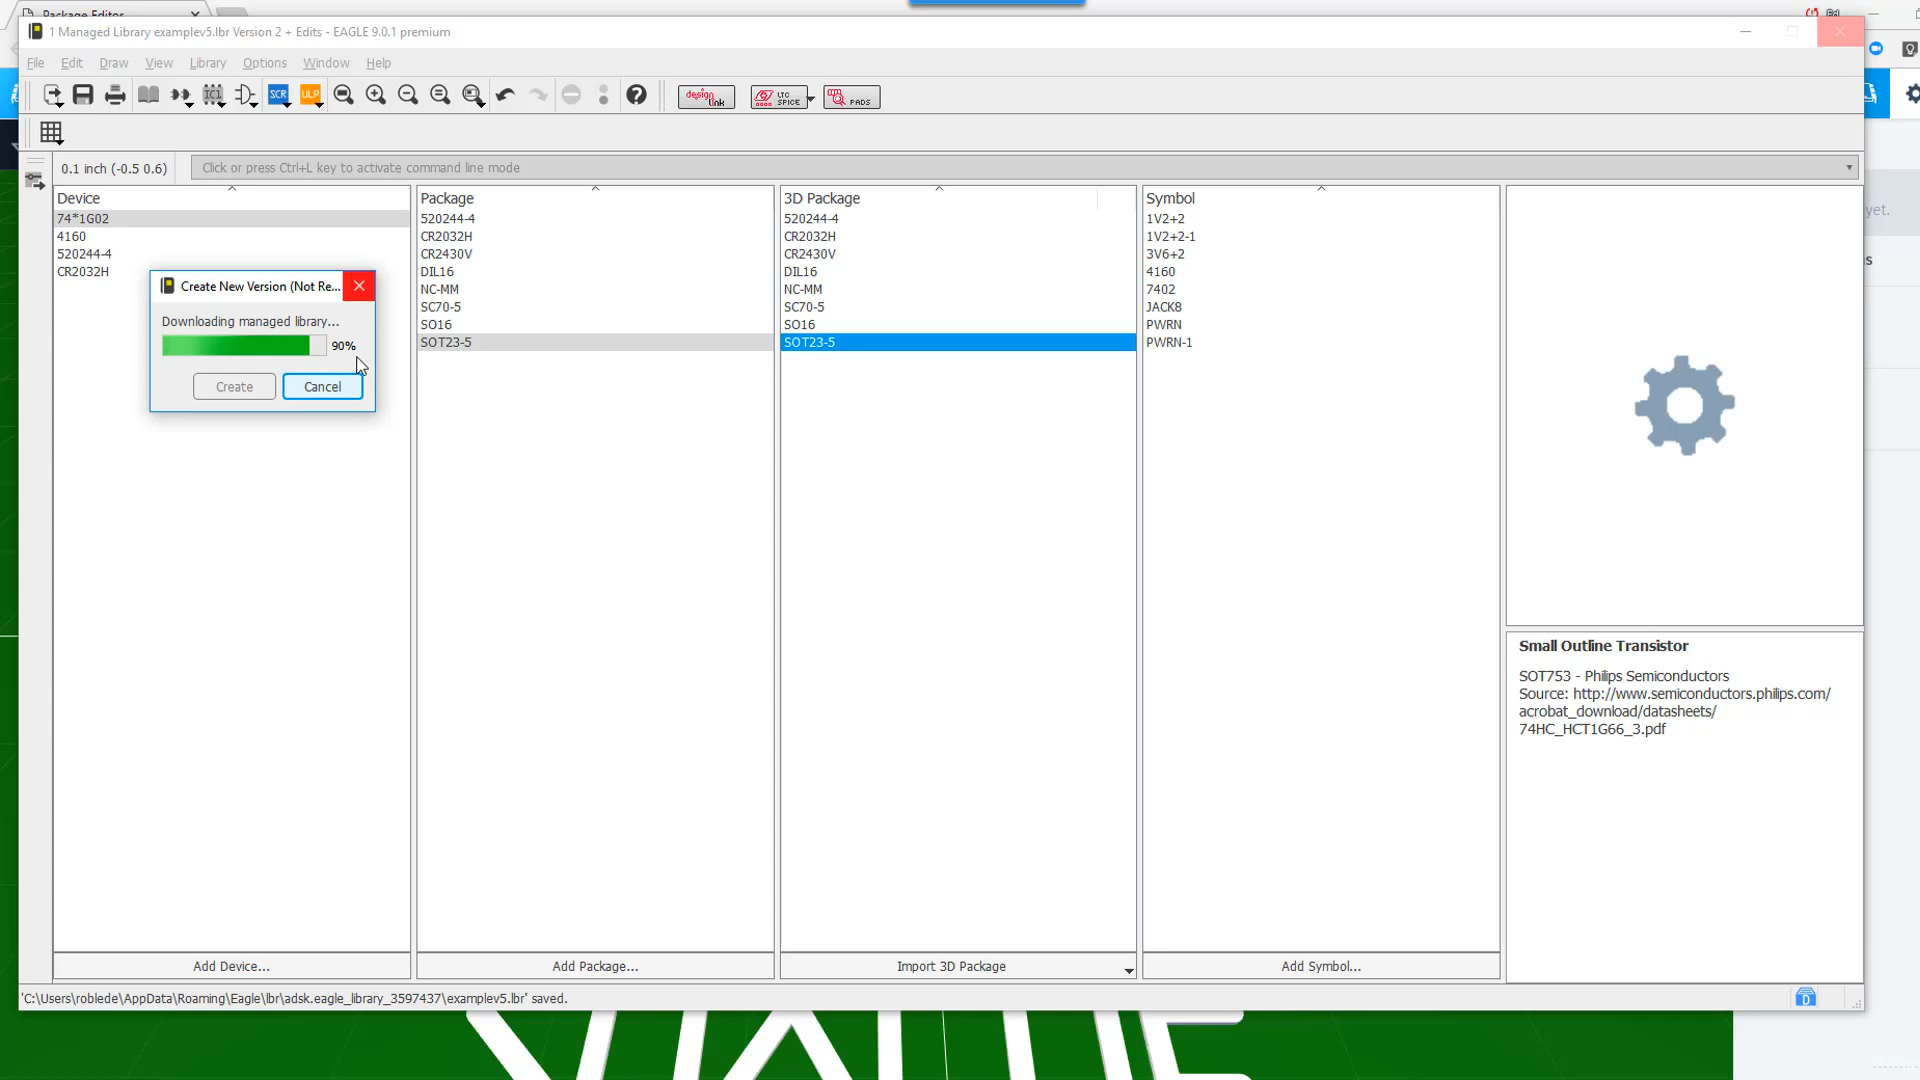 Package Editor
1 Managed Library examplev5.lbr Version 2 + Edits - EAGLE 9.0.1 premium
File Edit Draw View Library Options Window Help
SCR ULP design link LTC SPICE PADS
0.1 inch (-0.5 0.6) Click or press Ctrl+L key to activate command line mode
Device
74*1G02
4160
520244-4
CR2032H
Create New Version (Not Re...
Downloading managed library...
90%
Create Cancel
Package
520244-4
CR2032H
CR2430V
DIL16
NC-MM
SC70-5
SO16
SOT23-5
3D Package
520244-4
CR2032H
CR2430V
DIL16
NC-MM
SC70-5
SO16
SOT23-5
Symbol
1V2+2
1V2+2-1
3V6+2
4160
7402
JACK8
PWRN
PWRN-1
Small Outline Transistor
SOT753 - Philips Semiconductors
Source: http://www.semiconductors.philips.com/
acrobat_download/datasheets/
74HC_HCT1G66_3.pdf
yet.
s
Add Device... Add Package... Import 3D Package Add Symbol...
'C:\Users\roblede\AppData\Roaming\Eagle\lbr\adsk.eagle_library_3597437\examplev5.lbr' saved.
D